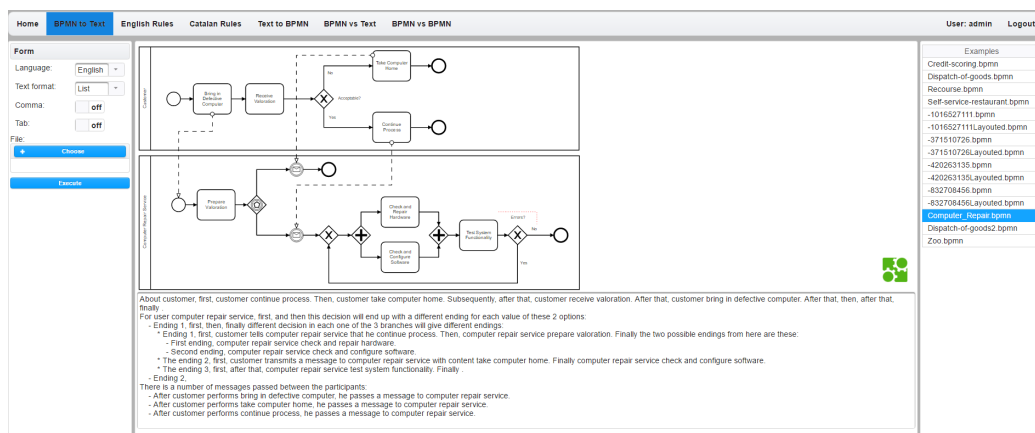 Home BPMN to Text English Rules Catalan Rules Text to BPMN BPMN vs Text BPMN vs BPMN User: admin Logout
Form
Language: English
Text format: List
Comma: off
Tab: off
File:
+ Choose
Execute
Customer
Bring in
Defective
Computer
Receive
Valoration
No
Acceptable?
Yes
Take Computer
Home
Continue
Process
Computer Repair Service
Prepare
Valoration
Check and
Repair
Hardware
Check and
Configure
Software
Test System
Functionality
Errors?
No
Yes
About customer, first, customer continue process. Then, customer take computer home. Subsequently, after that, customer receive valoration. After that, customer bring in defective computer. After that, then, after that,
finally .
For user computer repair service, first, and then this decision will end up with a different ending for each value of these 2 options:
- Ending 1, first, then, finally different decision in each one of the 3 branches will give different endings:
* Ending 1, first, customer tells computer repair service that he continue process. Then, computer repair service prepare valoration. Finally the two possible endings from here are these:
- First ending, computer repair service check and repair hardware.
- Second ending, computer repair service check and configure software.
* The ending 2, first, customer transmits a message to computer repair service with content take computer home. Finally computer repair service check and configure software.
* The ending 3, first, after that, computer repair service test system functionality. Finally .
- Ending 2,
There is a number of messages passed between the participants:
- After customer performs bring in defective computer, he passes a message to computer repair service.
- After customer performs take computer home, he passes a message to computer repair service.
- After customer performs continue process, he passes a message to computer repair service.
Examples
Credit-scoring.bpmn
Dispatch-of-goods.bpmn
Recourse.bpmn
Self-service-restaurant.bpmn
-1016527111.bpmn
-1016527111Layouted.bpmn
-371510726.bpmn
-371510726Layouted.bpmn
-420263135.bpmn
-420263135Layouted.bpmn
-832708456.bpmn
-832708456Layouted.bpmn
Computer_Repair.bpmn
Dispatch-of-goods2.bpmn
Zoo.bpmn